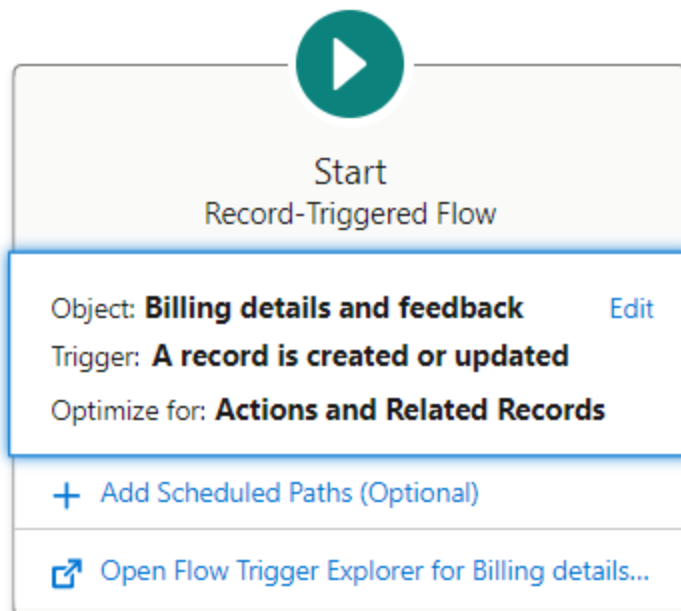 Start
Record-Triggered Flow
Object: Billing details and feedback Edit
Trigger: A record is created or updated
Optimize for: Actions and Related Records
+ Add Scheduled Paths (Optional)
Open Flow Trigger Explorer for Billing details...